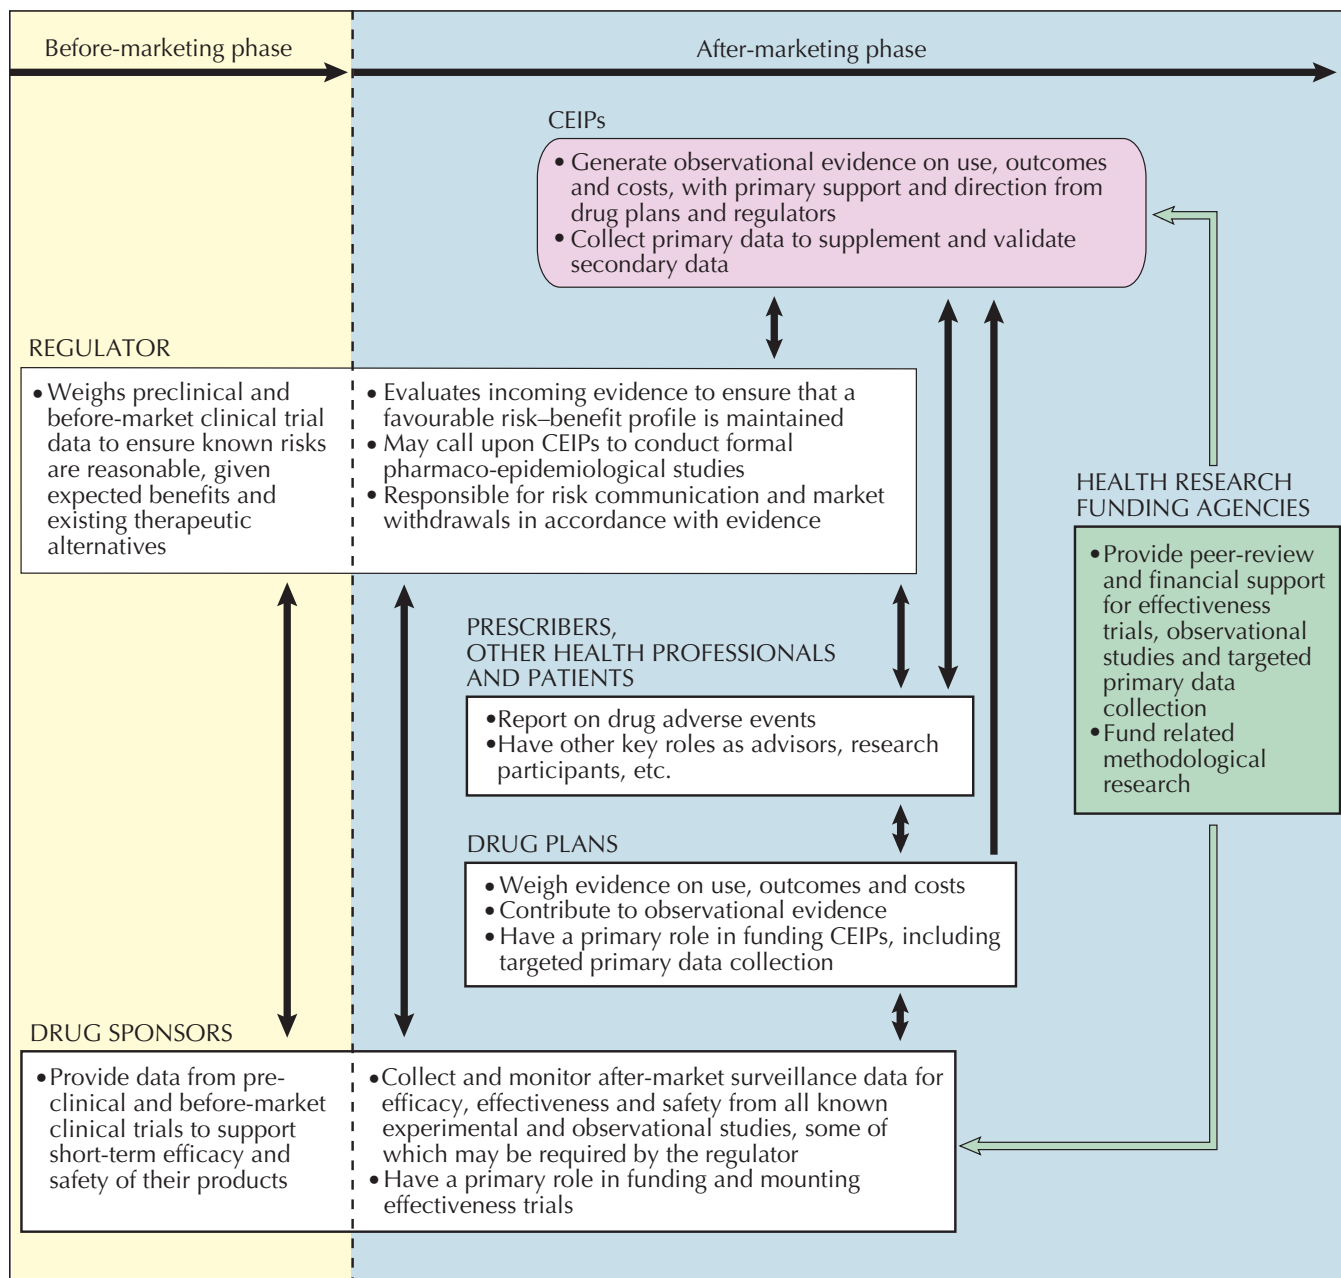 Before-marketing phase
After-marketing phase
CEIPs
• Generate observational evidence on use, outcomes
and costs, with primary support and direction from
drug plans and regulators
• Collect primary data to supplement and validate
secondary data
REGULATOR
• Weighs preclinical and
before-market clinical trial
data to ensure known risks
are reasonable, given
expected benefits and
existing therapeutic
alternatives
• Evaluates incoming evidence to ensure that a
favourable risk–benefit profile is maintained
• May call upon CEIPs to conduct formal
pharmaco-epidemiological studies
• Responsible for risk communication and market
withdrawals in accordance with evidence
HEALTH RESEARCH
FUNDING AGENCIES
• Provide peer-review
and financial support
for effectiveness
trials, observational
studies and targeted
primary data
collection
• Fund related
methodological
research
PRESCRIBERS,
OTHER HEALTH PROFESSIONALS
AND PATIENTS
• Report on drug adverse events
• Have other key roles as advisors, research
participants, etc.
DRUG PLANS
• Weigh evidence on use, outcomes and costs
• Contribute to observational evidence
• Have a primary role in funding CEIPs, including
targeted primary data collection
DRUG SPONSORS
• Provide data from pre-
clinical and before-market
clinical trials to support
short-term efficacy and
safety of their products
• Collect and monitor after-market surveillance data for
efficacy, effectiveness and safety from all known
experimental and observational studies, some of
which may be required by the regulator
• Have a primary role in funding and mounting
effectiveness trials